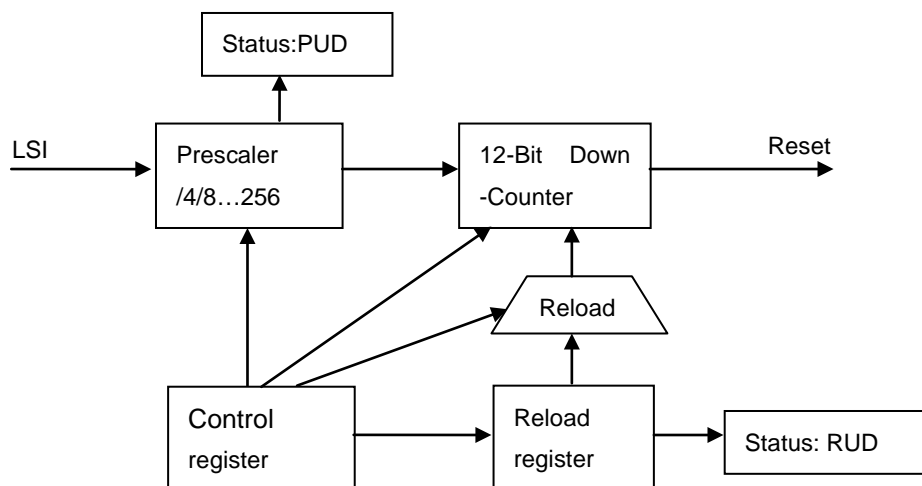 Status:PUD
LSI
Prescaler
/4/8…256
12-Bit Down
-Counter
Reset
Reload
Control
register
Reload
register
Status: RUD